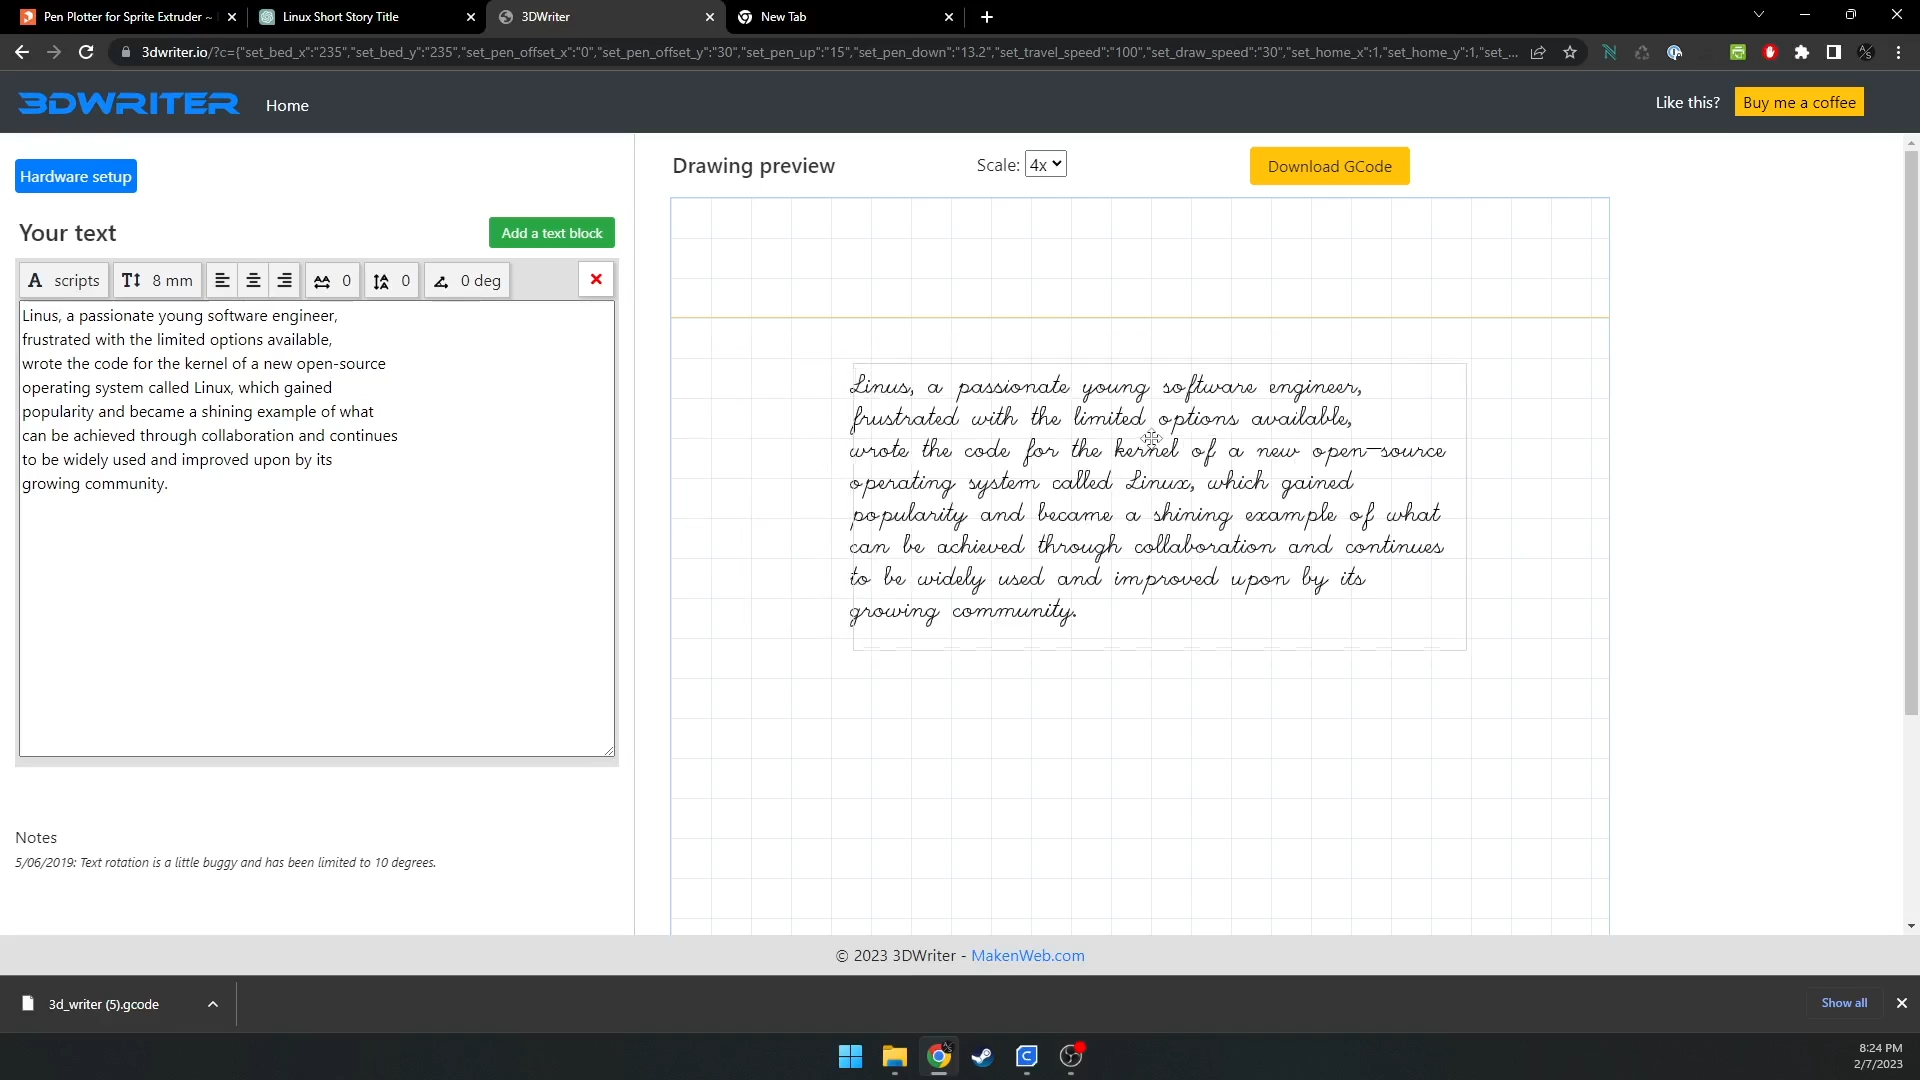 Pen Plotter for Sprite Extruder ~
Linux Short Story Title
3DWriter
New Tab
3dwriter.io/?c={"set_bed_x":"235","set_bed_y":"235","set_pen_offset_x":"0","set_pen_offset_y":"30","set_pen_up":"15","set_pen_down":"13.2","set_travel_speed":"100","set_draw_speed":"30","set_home_x":1,"set_home_y":1,"set_...
3DWRITER
Home
Like this?
Buy me a coffee
Hardware setup
Drawing preview
Scale:
4x
Download GCode
Your text
Add a text block
A scripts
T 8 mm
0
0
0 deg
Linus, a passionate young software engineer,
frustrated with the limited options available,
wrote the code for the kernel of a new open-source
operating system called Linux, which gained
popularity and became a shining example of what
can be achieved through collaboration and continues
to be widely used and improved upon by its
growing community.
Linus, a passionate young software engineer,
frustrated with the limited options available,
wrote the code for the kernel of a new open-source
operating system called Linux, which gained
popularity and became a shining example of what
can be achieved through collaboration and continues
to be widely used and improved upon by its
growing community.
Notes
5/06/2019: Text rotation is a little buggy and has been limited to 10 degrees.
© 2023 3DWriter - MakenWeb.com
3d_writer (5).gcode
Show all
8:24 PM
2/7/2023